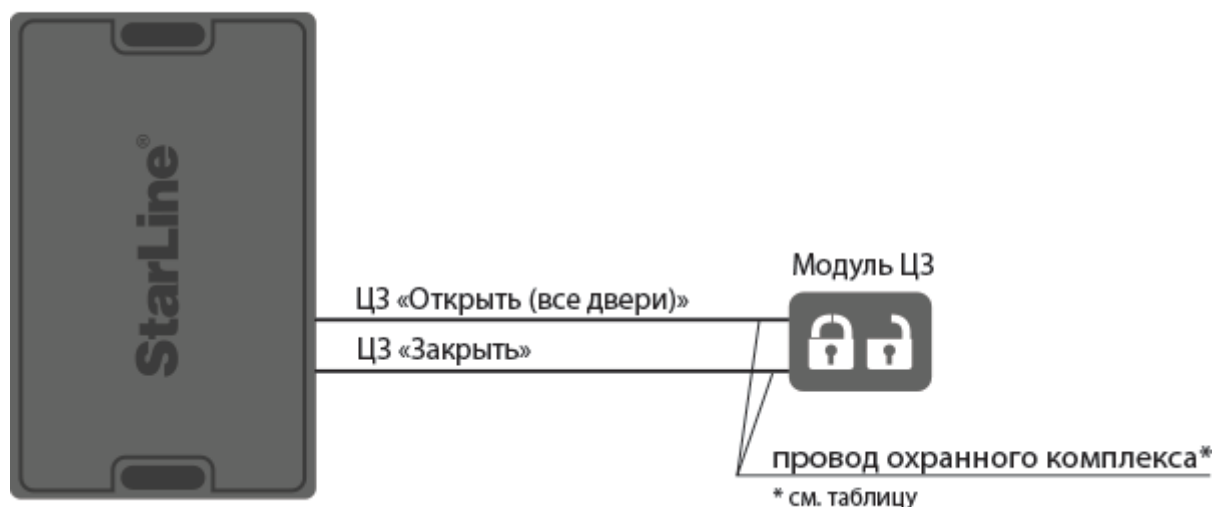 StarLine®
Модуль ЦЗ
ЦЗ «Открыть (все двери)»
ЦЗ «Закрыть»
провод охранного комплекса*
* см. таблицу